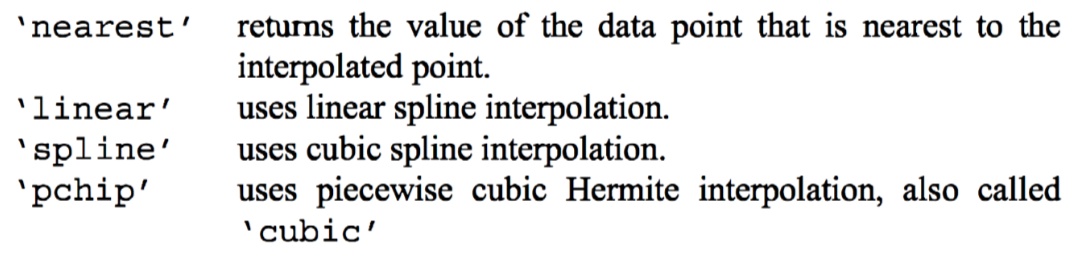 ‵nearest′ returns the value of the data point that is nearest to the
interpolated point.
‵linear′ uses linear spline interpolation.
‵spline′ uses cubic spline interpolation.
‵pchip′ uses piecewise cubic Hermite interpolation, also called
‵cubic′